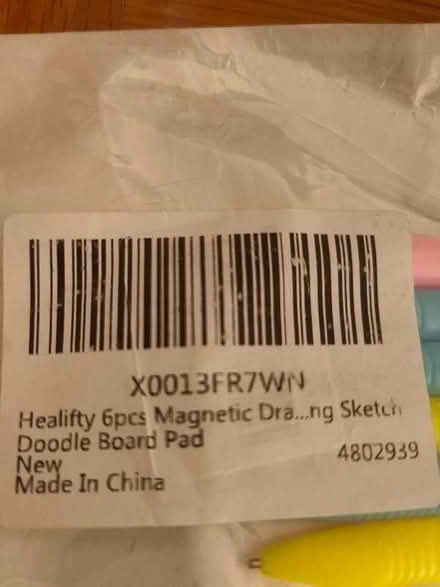 X0013FR7WN
Healifty 6pcs Magnetic Dra...ng Sketch
Doodle Board Pad
New
4802939
Made In China